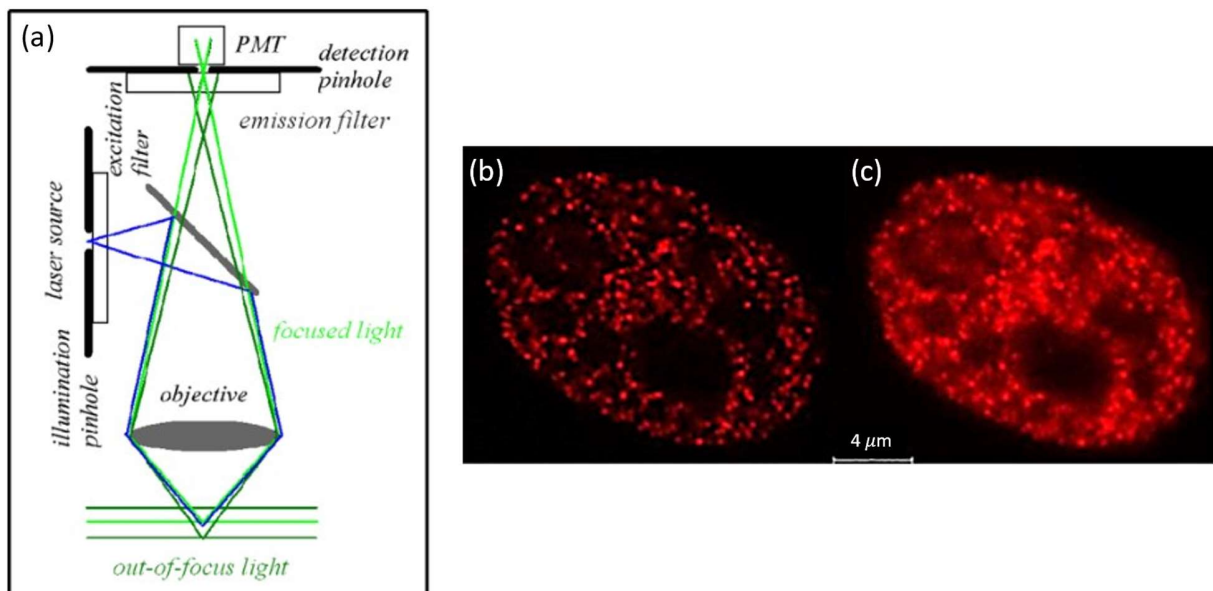 (a)
PMT
detection
pinhole
emission filter
excitation
filter
laser source
illumination
pinhole
focused light
objective
out-of-focus light
(b)
(c)
4 μm